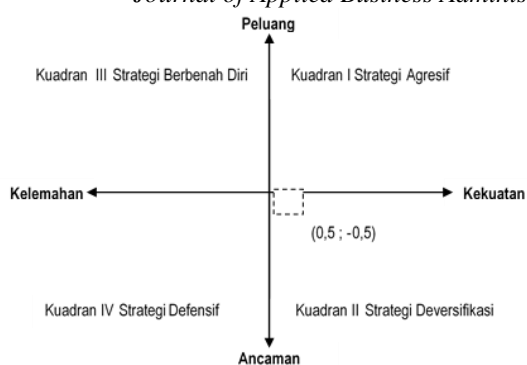 Journal of Applied Business Adminis
Peluang
Kuadran III Strategi Berbenah Diri
Kuadran I Strategi Agresif
Kelemahan
Kekuatan
(0,5 ; -0,5)
Kuadran IV Strategi Defensif
Kuadran II Strategi Deversifikasi
Ancaman